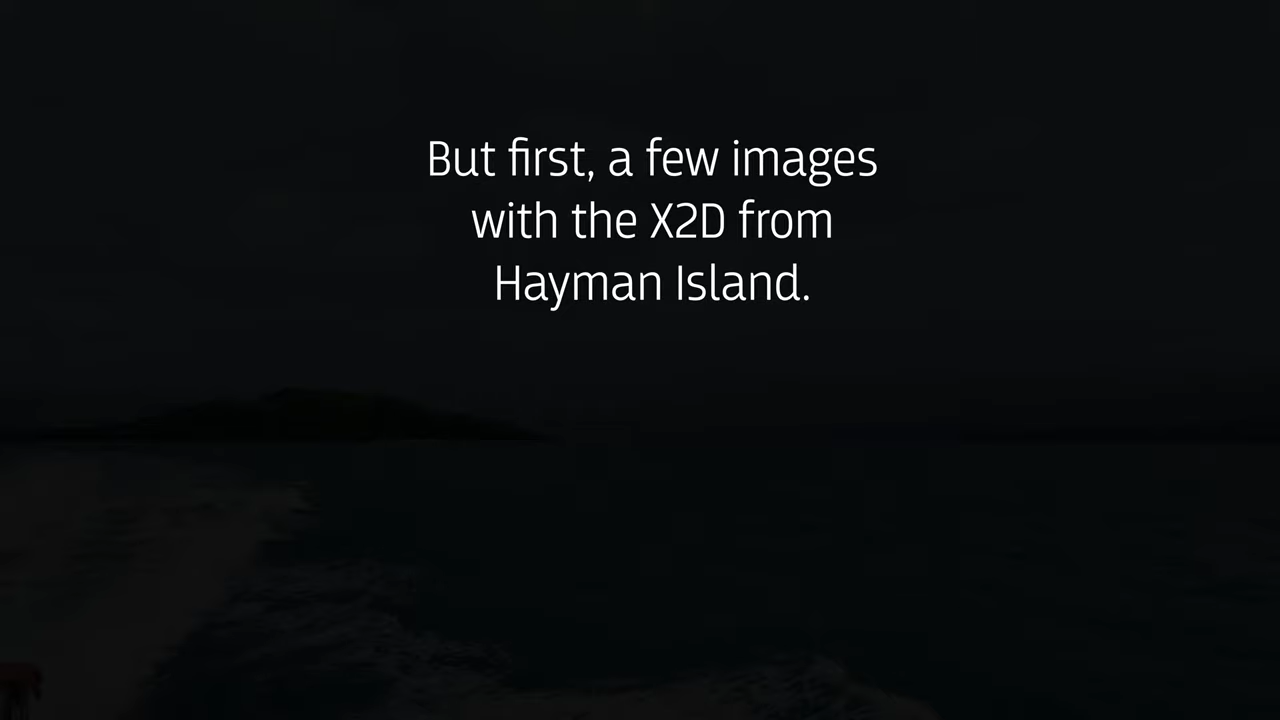 But first, a few images
with the X2D from
Hayman Island.